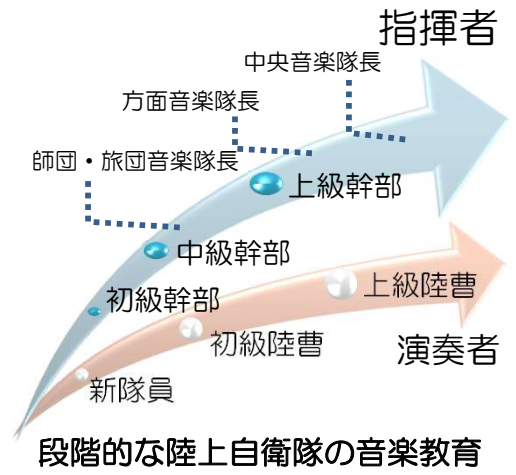 指揮者
中央音楽隊長
方面音楽隊長
師団・旅団音楽隊長
上級幹部
中級幹部
初級幹部
上級陸曹
初級陸曹
演奏者
新隊員
段階的な陸上自衛隊の音楽教育